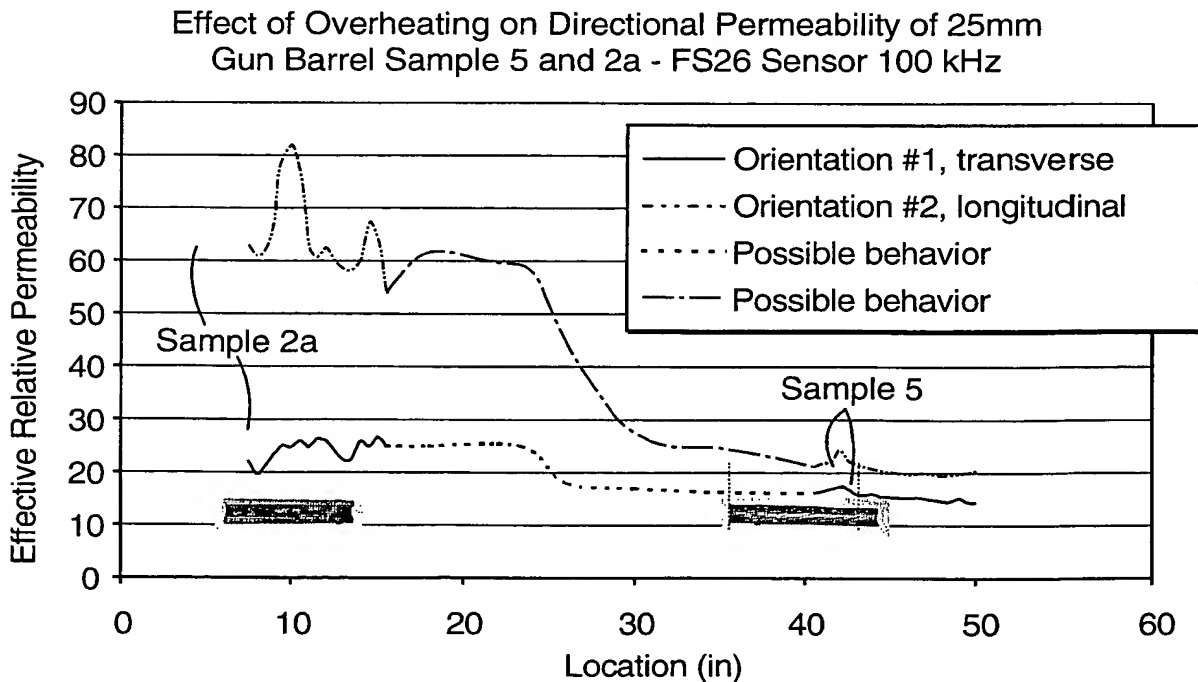 Effect of Overheating on Directional Permeability of 25mm
Gun Barrel Sample 5 and 2a - FS26 Sensor 100 kHz
Effective Relative Permeability
90
80
70
60
50
40
30
20
10
0
Orientation #1, transverse
Orientation #2, longitudinal
Possible behavior
Possible behavior
Sample 2a
Sample 5
0 10 20 30 40 50 60
Location (in)